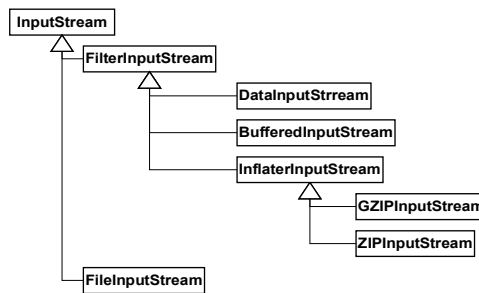 InputStream
FilterInputStream
DataInputStrream
BufferedInputStream
InflaterInputStream
GZIPInputStream
ZIPInputStream
FileInputStream